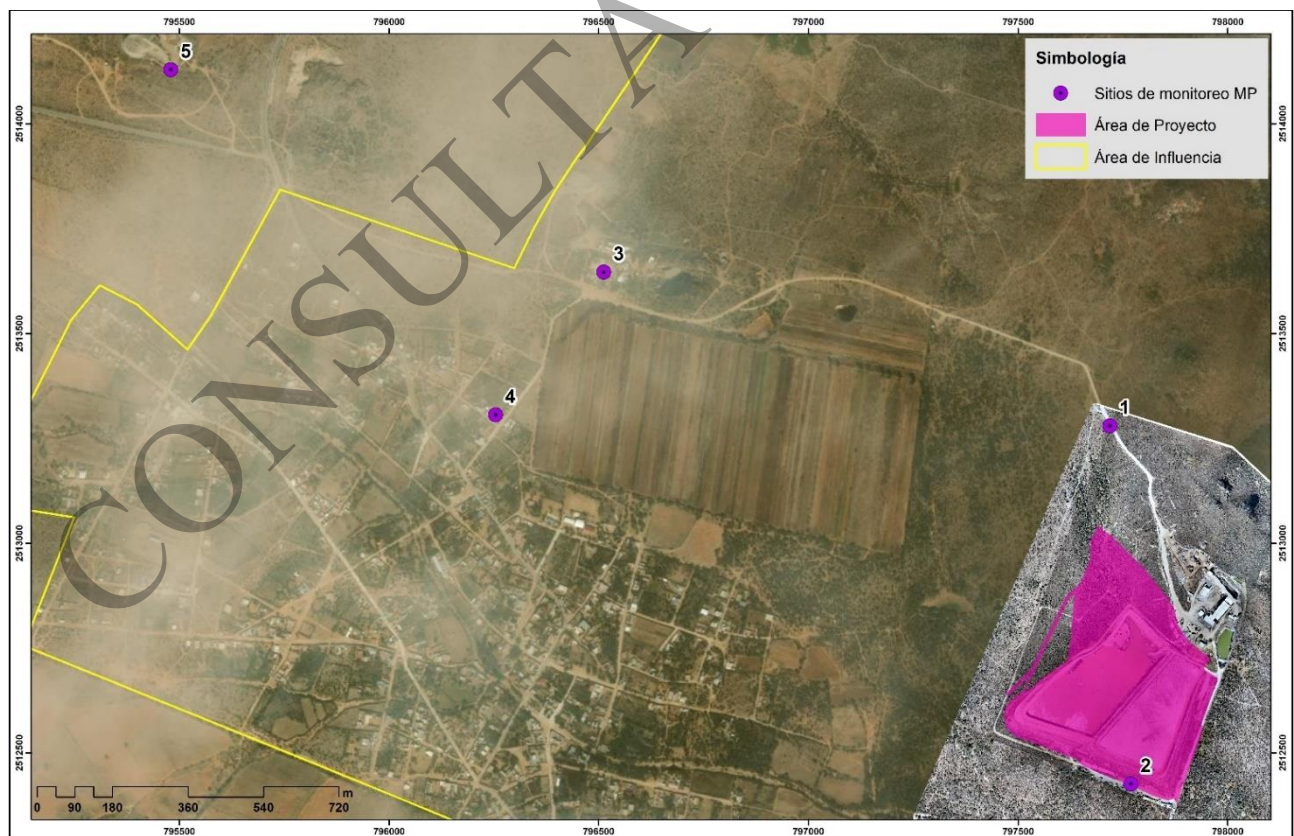 795500 796000 796500 797000 797500 798000
5
Simbología
Sitios de monitoreo MP
Área de Proyecto
Área de Influencia
2514000 2514000
3
2513500 2513500
4
1
CONSULTA
2513000 2513000
2512500 2512500
2
0 90 180 360 540 720 m
795500 796000 796500 797000 797500 798000